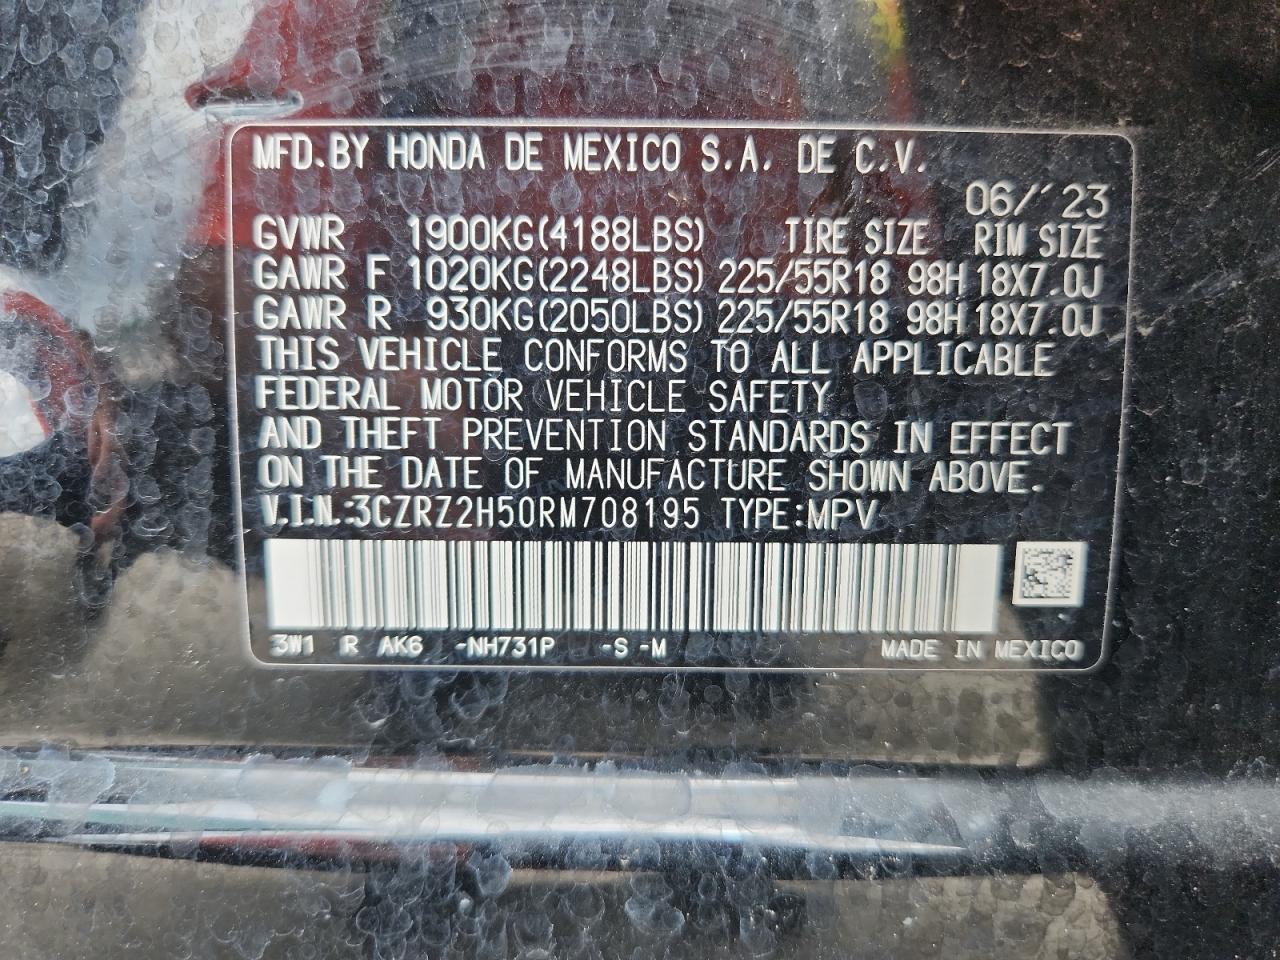 MFD.BY HONDA DE MEXICO S.A. DE C.V.
06/'23
GVWR 1900KG(4188LBS) TIRE SIZE RIM SIZE
GAWR F 1020KG(2248LBS) 225/55R18 98H 18X7.0J
GAWR R 930KG(2050LBS) 225/55R18 98H 18X7.0J
THIS VEHICLE CONFORMS TO ALL APPLICABLE
FEDERAL MOTOR VEHICLE SAFETY
AND THEFT PREVENTION STANDARDS IN EFFECT
ON THE DATE OF MANUFACTURE SHOWN ABOVE.
V.I.N.:3CZRZ2H50RM708195 TYPE:MPV
3W1 R AK6 -NH731P -S -M MADE IN MEXICO